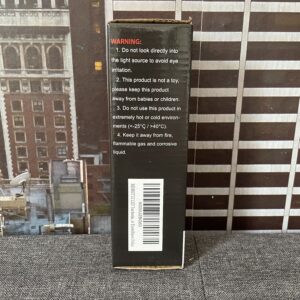 WARNING:
1. Do not look directly into
the light source to avoid eye
irritation.
2. This product is not a toy,
please keep this product
away from babies or children.
3. Do not use this product in
extremely hot or cold environ-
ments (<-25°C / >+40°C).
4. Keep it away from fire,
flammable gas and corrosive
liquid.